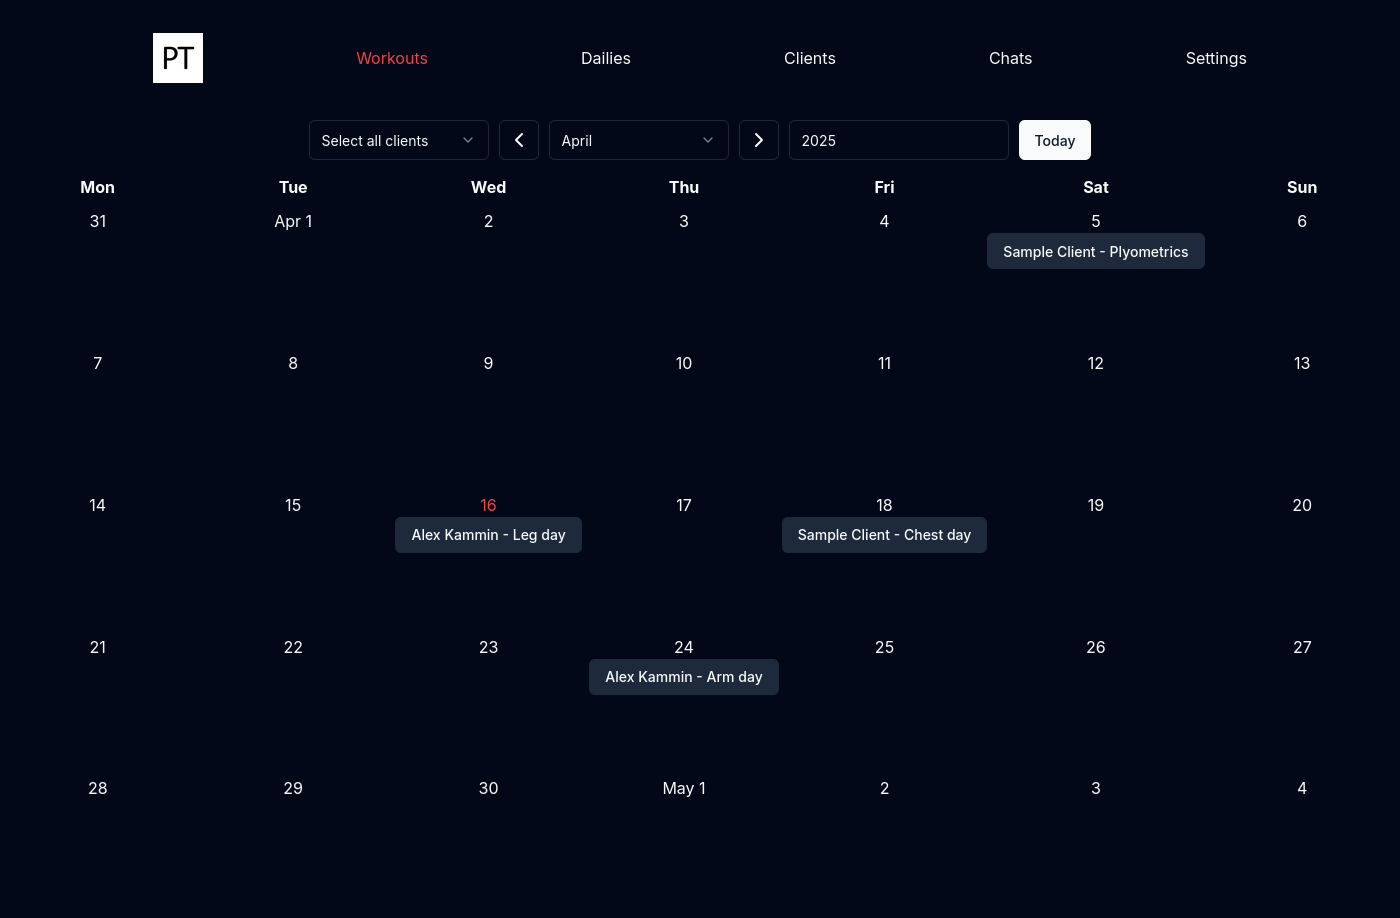 PT Workouts Dailies Clients Chats Settings
Select all clients April 2025 Today
Mon Tue Wed Thu Fri Sat Sun
31 Apr 1 2 3 4 5 6
Sample Client - Plyometrics
7 8 9 10 11 12 13
14 15 16 17 18 19 20
Alex Kammin - Leg day Sample Client - Chest day
21 22 23 24 25 26 27
Alex Kammin - Arm day
28 29 30 May 1 2 3 4